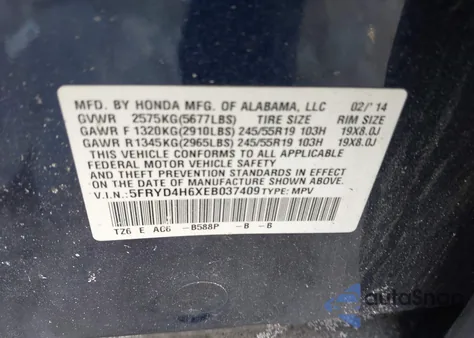 MFD. BY HONDA MFG. OF ALABAMA, LLC 02/'14
GVWR 2575KG(5677LBS) TIRE SIZE RIM SIZE
GAWR F 1320KG(2910LBS) 245/55R19 103H 19X8.0J
GAWR R 1345KG(2965LBS) 245/55R19 103H 19X8.0J
THIS VEHICLE CONFORMS TO ALL APPLICABLE
FEDERAL MOTOR VEHICLE SAFETY STANDARDS IN EFFECT
ON THE DATE OF MANUFACTURE SHOWN ABOVE.
V.I.N.: 5FRYD4H6XEB037409 TYPE: MPV
TZ6 E AC6 -B588P -B -B
autoSnap